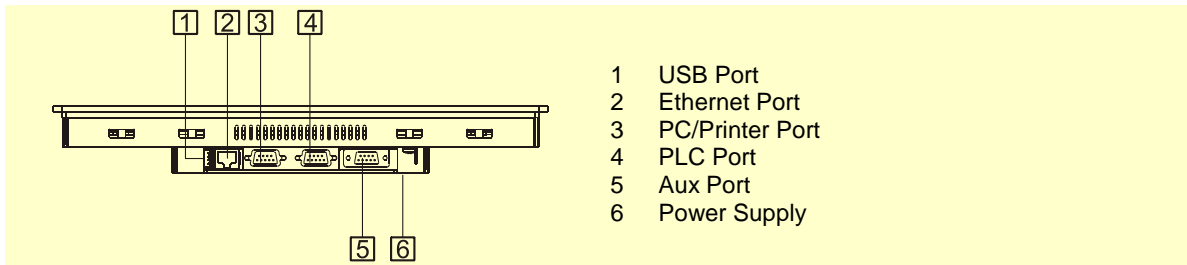 1 2 3 4
1 USB Port
2 Ethernet Port
3 PC/Printer Port
4 PLC Port
5 Aux Port
6 Power Supply
5 6